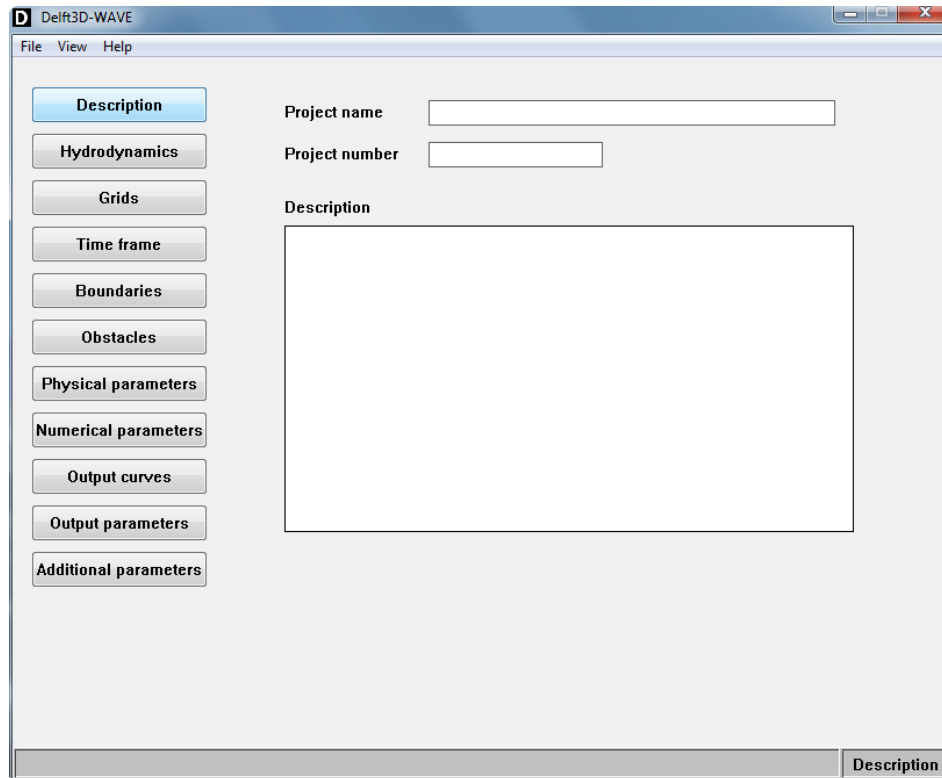 D Delft3D-WAVE
File View Help
Description
Hydrodynamics
Grids
Time frame
Boundaries
Obstacles
Physical parameters
Numerical parameters
Output curves
Output parameters
Additional parameters
Project name
Project number
Description
Description